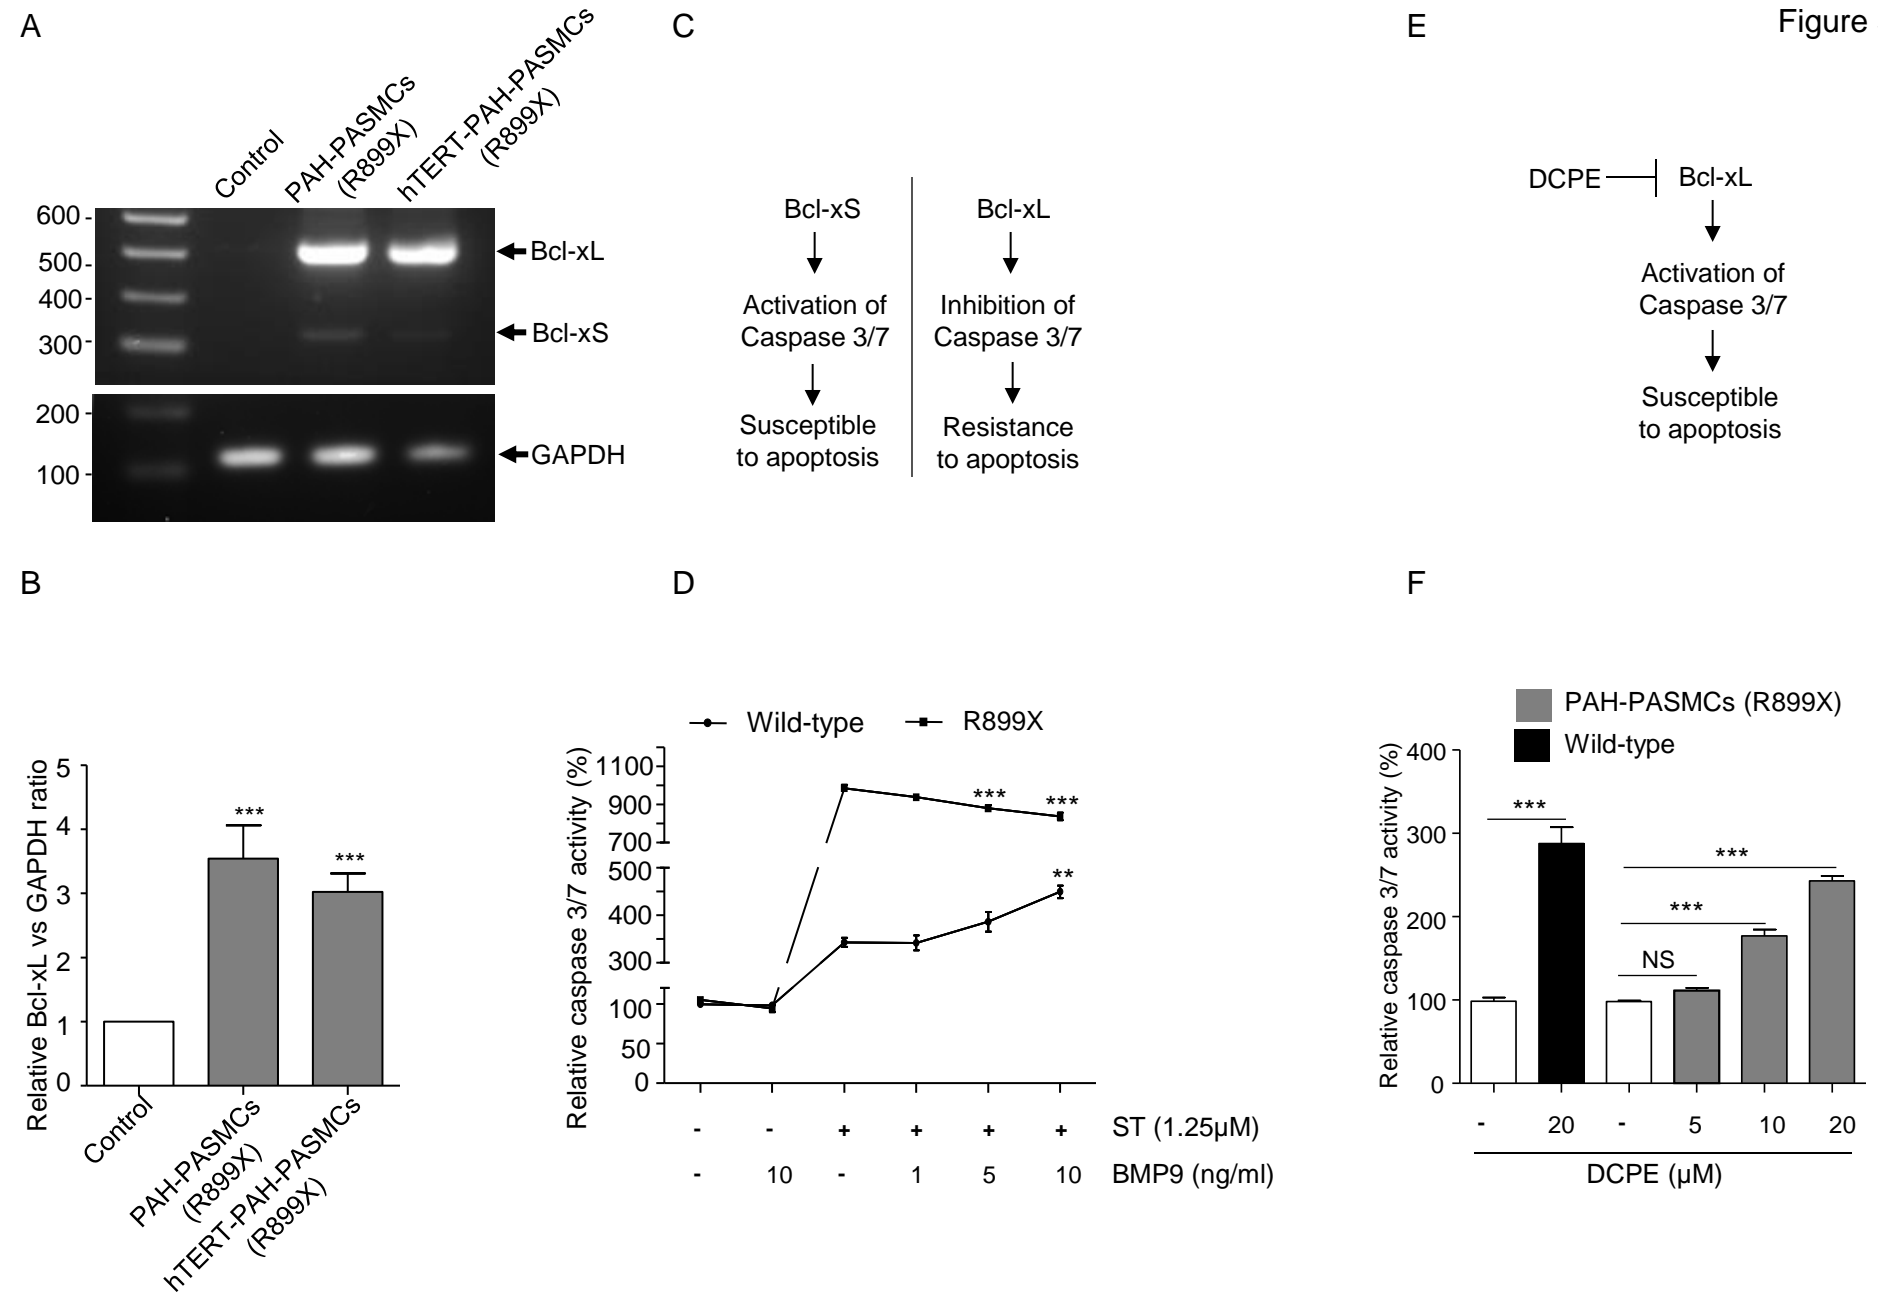 Figure
A
Control
PAH-PASMCs
(R899X)
hTERT-PAH-PASMCs
(R899X)
600
500
400
300
200
100
Bcl-xL
Bcl-xS
GAPDH
C
Bcl-xS
Activation of
Caspase 3/7
Susceptible
to apoptosis
Bcl-xL
Inhibition of
Caspase 3/7
Resistance
to apoptosis
E
DCPE
Bcl-xL
Activation of
Caspase 3/7
Susceptible
to apoptosis
B
Relative Bcl-xL vs GAPDH ratio
5
4
3
2
1
0
***
***
Control
PAH-PASMCs
(R899X)
hTERT-PAH-PASMCs
(R899X)
D
Wild-type
R899X
Relative caspase 3/7 activity (%)
1100
900
700
500
400
300
100
50
0
***
***
**
- - + + + + ST (1.25µM)
- 10 - 1 5 10 BMP9 (ng/ml)
F
PAH-PASMCs (R899X)
Wild-type
Relative caspase 3/7 activity (%)
400
300
200
100
0
***
***
***
NS
- 20 - 5 10 20
DCPE (µM)